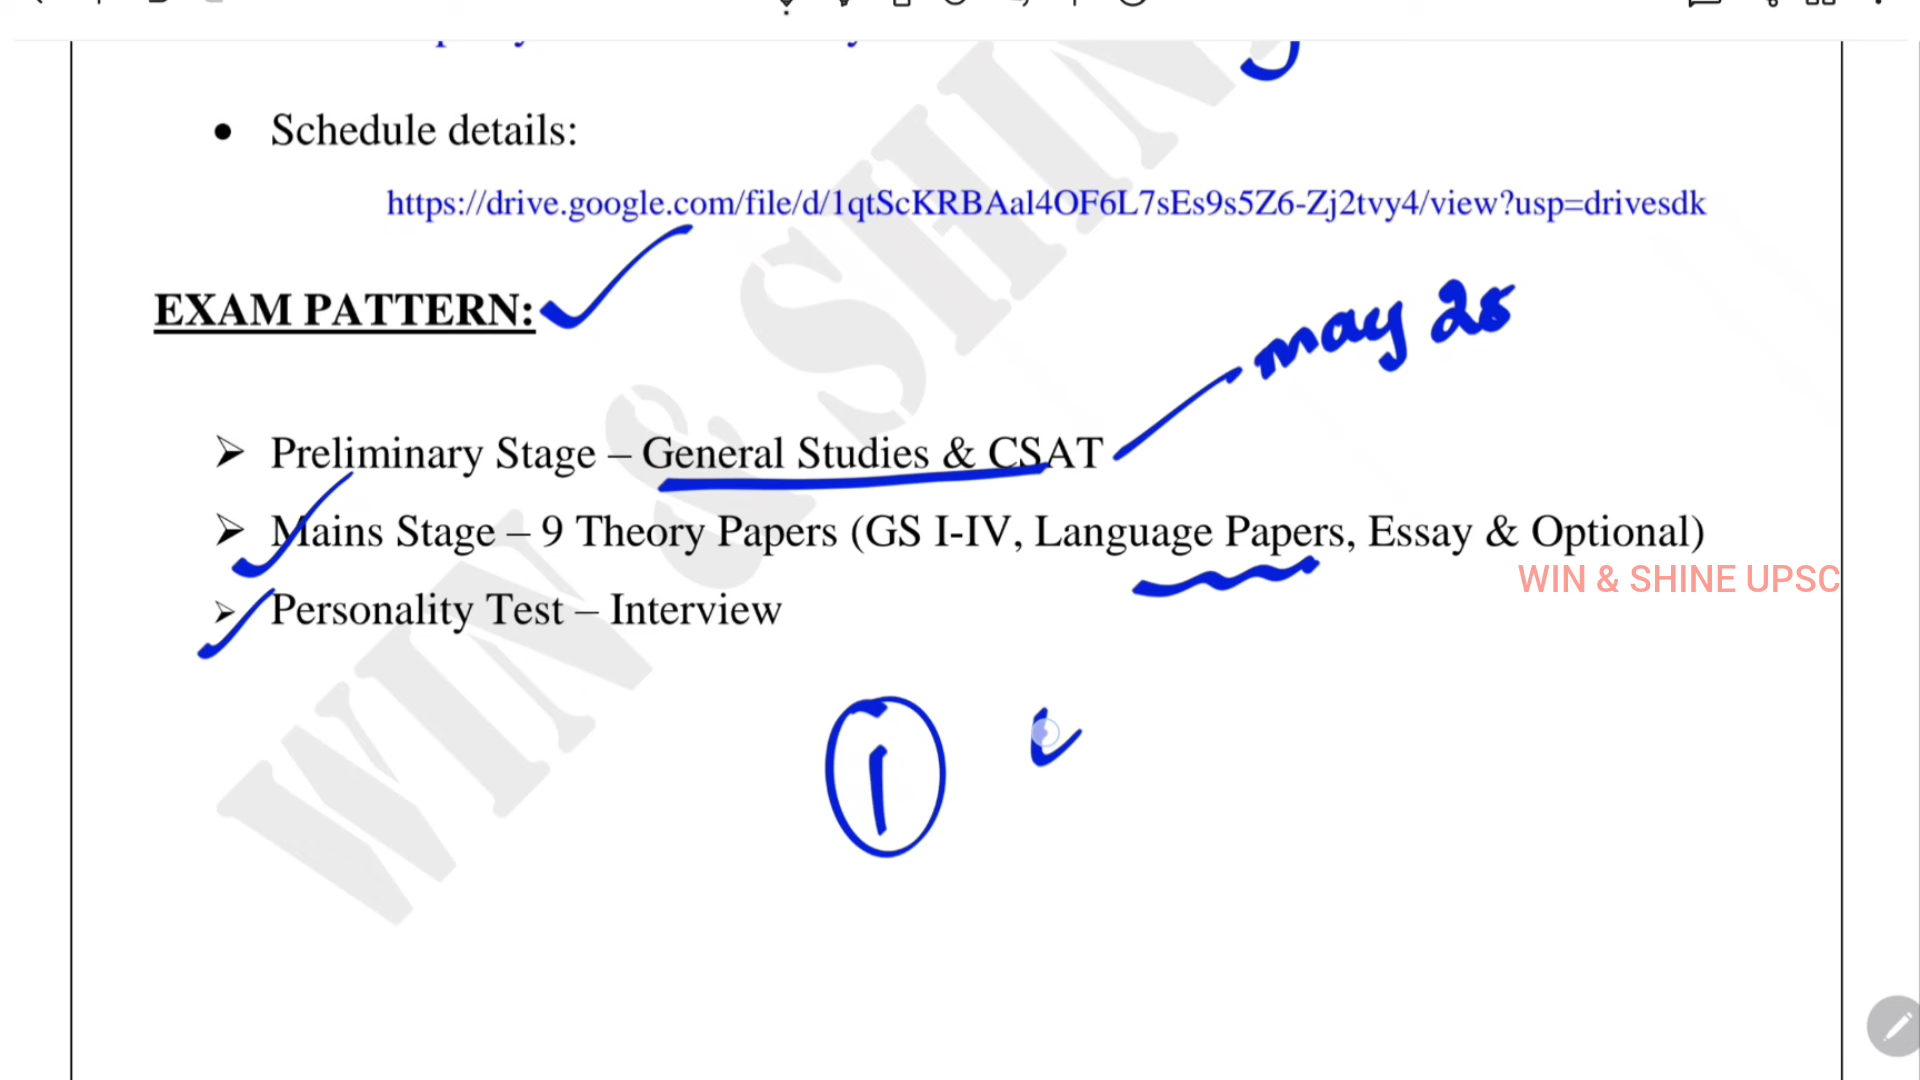 • Schedule details:
https://drive.google.com/file/d/1qtScKRBAal4OF6L7sEs9s5Z6-Zj2tvy4/view?usp=drivesdk
EXAM PATTERN:
may 28
➢ Preliminary Stage – General Studies & CSAT
➢ Mains Stage – 9 Theory Papers (GS I-IV, Language Papers, Essay & Optional)
WIN & SHINE UPSC
➢ Personality Test – Interview
1
WIN & SHINE